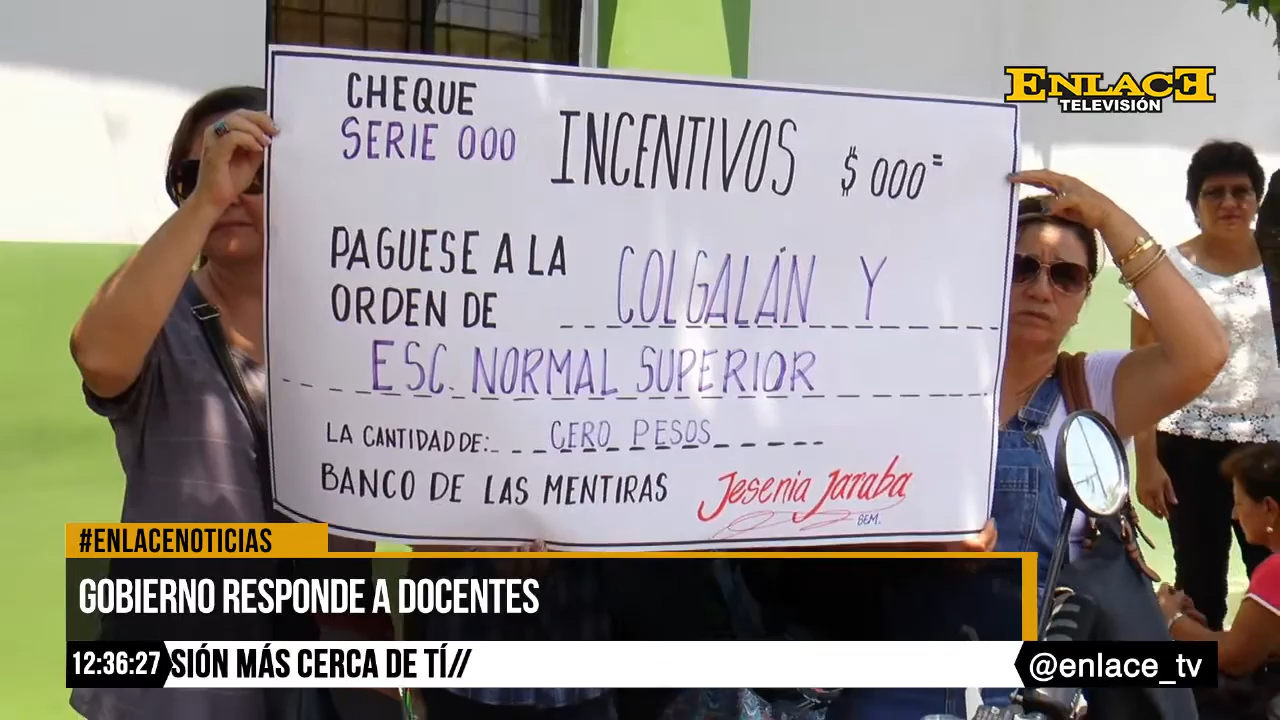 CHEQUE
SERIE 000
INCENTIVOS
$ 000=
PAGUESE A LA
ORDEN DE
COLGALÁN Y
ESC. NORMAL SUPERIOR
LA CANTIDAD DE: CERO PESOS
BANCO DE LAS MENTIRAS
Jesenia Jaraba
SEM.
ENLACE
TELEVISIÓN
#ENLACENOTICIAS
GOBIERNO RESPONDE A DOCENTES
12:36:27 SIÓN MÁS CERCA DE TÍ//
@enlace_tv